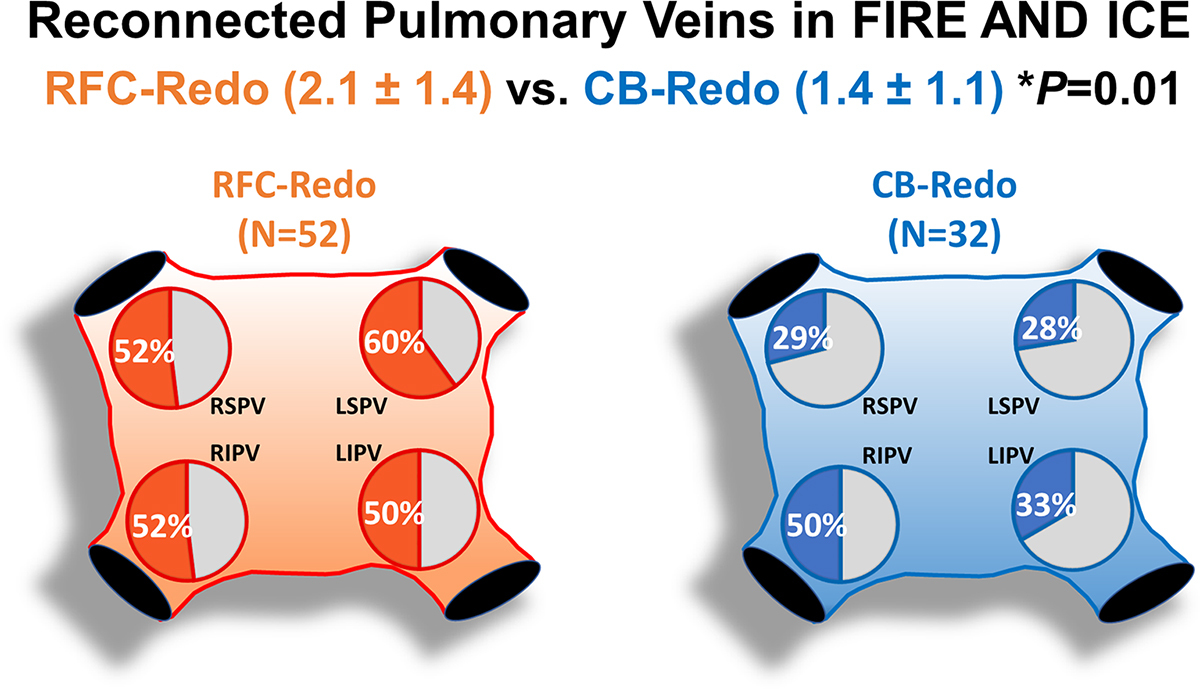 Reconnected Pulmonary Veins in FIRE AND ICE
RFC-Redo (2.1 ± 1.4) vs. CB-Redo (1.4 ± 1.1) *P=0.01
RFC-Redo
(N=52)
52%
60%
RSPV
LSPV
RIPV
LIPV
52%
50%
CB-Redo
(N=32)
29%
28%
RSPV
LSPV
RIPV
LIPV
50%
33%